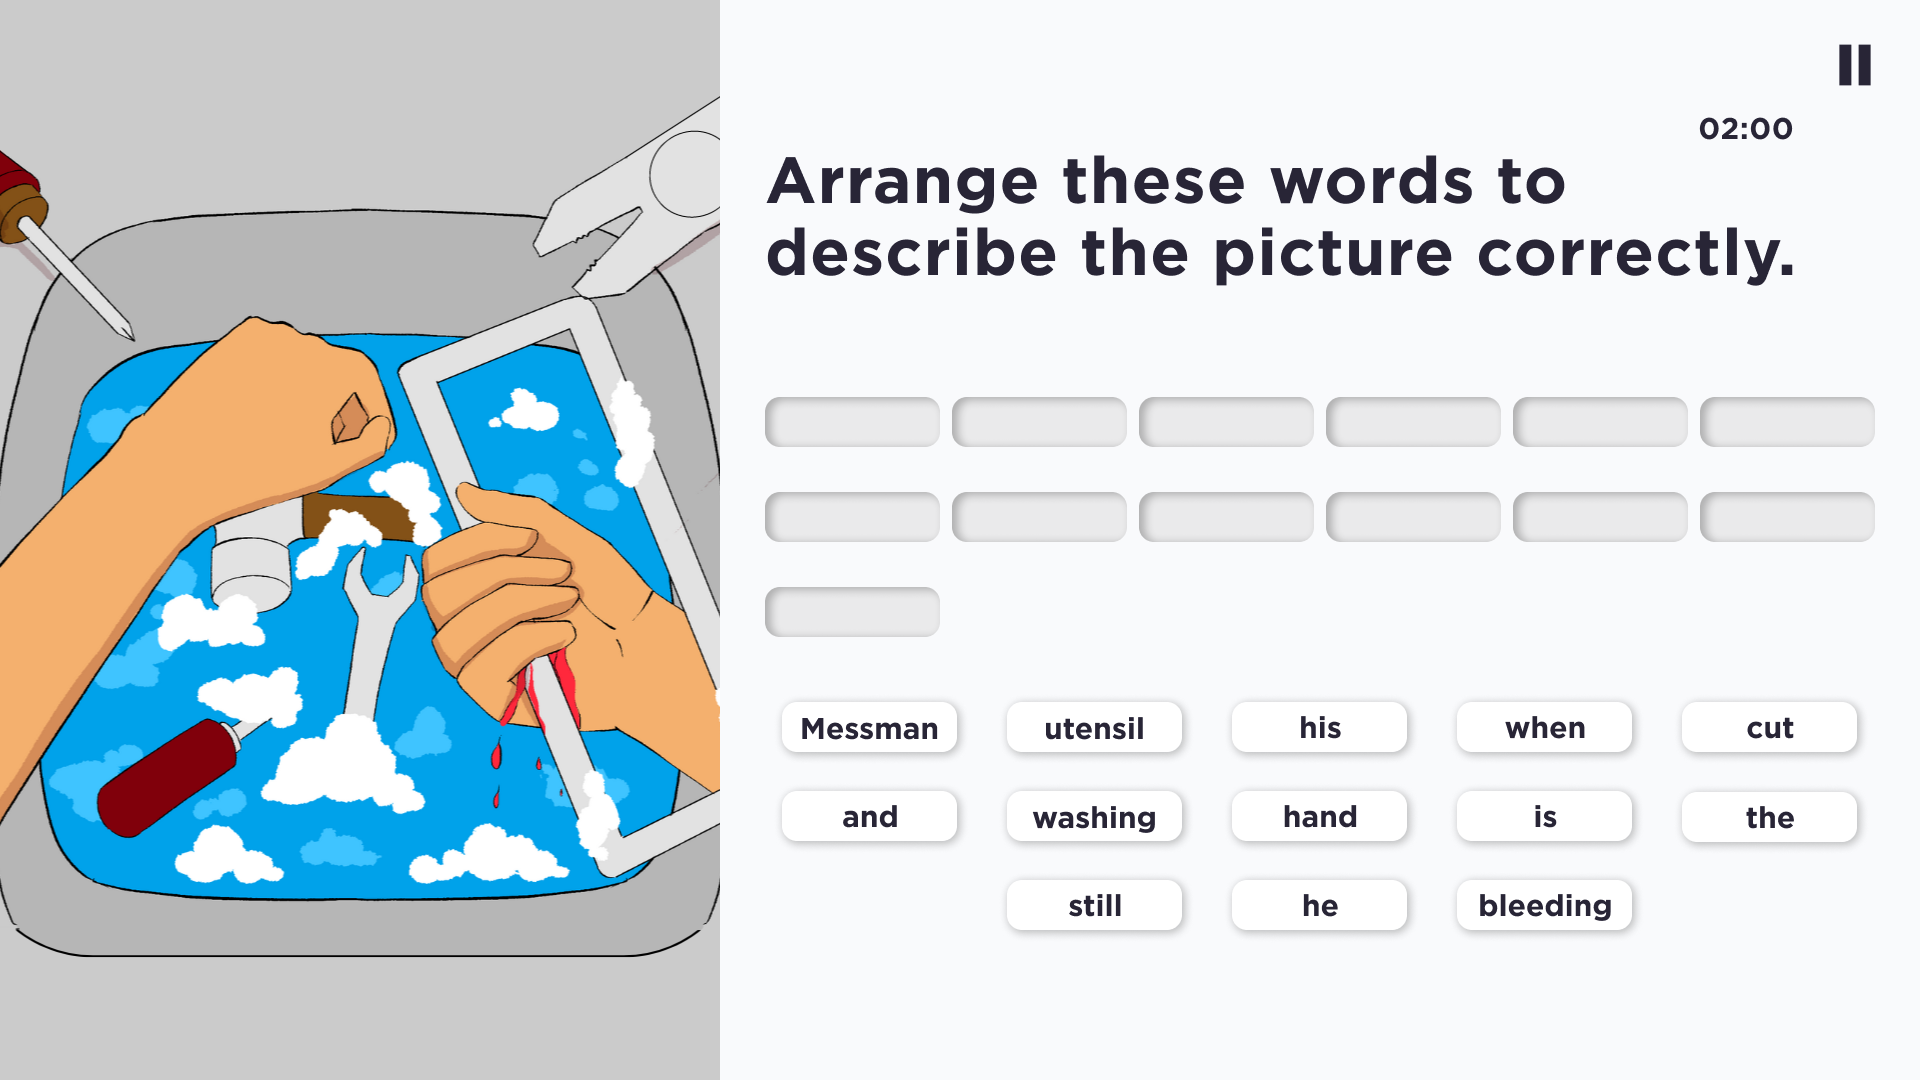 02:00
Arrange these words to
describe the picture correctly.
Messman utensil his when cut
and washing hand is the
still he bleeding